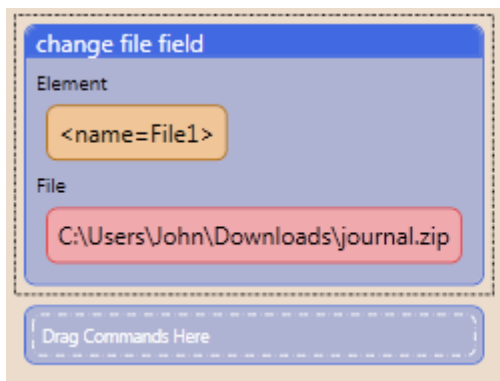 change file field
Element
<name=File1>
File
C:\Users\John\Downloads\journal.zip
Drag Commands Here